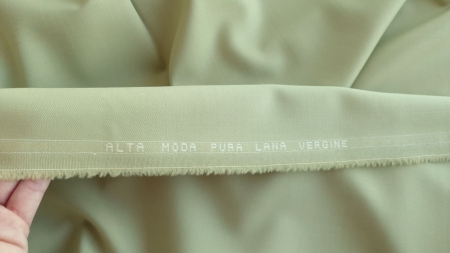 ALTA MODA PURA LANA VERGINE